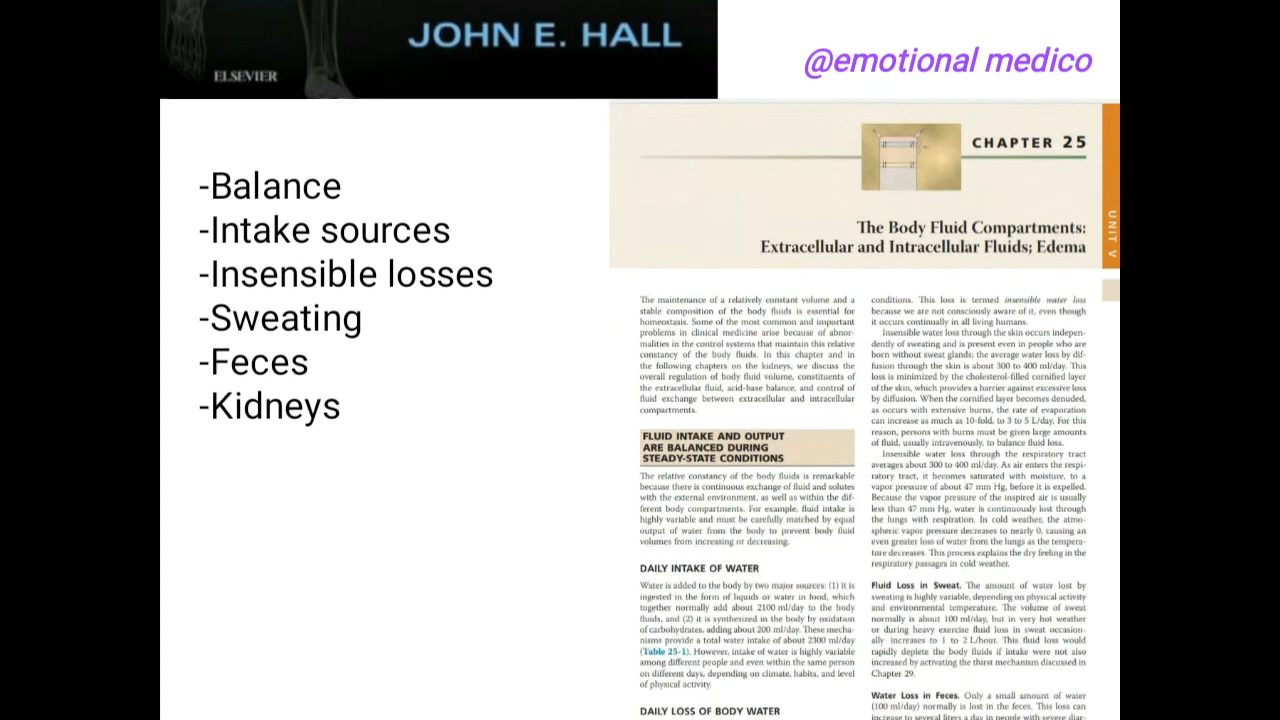 JOHN E. HALL
ELSEVIER
@emotional medico
-Balance
-Intake sources
-Insensible losses
-Sweating
-Feces
-Kidneys
CHAPTER 25
UNIT V
The Body Fluid Compartments:
Extracellular and Intracellular Fluids; Edema
The maintenance of a relatively constant volume and a
stable composition of the body fluids is essential for
homeostasis. Some of the most common and important
problems in clinical medicine arise because of abnor-
malities in the control systems that maintain this relative
constancy of the body fluids. In this chapter and in
the following chapters on the kidneys, we discuss the
overall regulation of body fluid volume, constituents of
the extracellular fluid, acid-base balance, and control of
fluid exchange between extracellular and intracellular
compartments.
FLUID INTAKE AND OUTPUT
ARE BALANCED DURING
STEADY-STATE CONDITIONS
The relative constancy of the body fluids is remarkable
because there is continuous exchange of fluid and solutes
with the external environment, as well as within the dif-
ferent body compartments. For example, fluid intake is
highly variable and must be carefully matched by equal
output of water from the body to prevent body fluid
volumes from increasing or decreasing.
DAILY INTAKE OF WATER
Water is added to the body by two major sources: (1) it is
ingested in the form of liquids or water in food, which
together normally add about 2100 ml/day to the body
fluids, and (2) it is synthesized in the body by oxidation
of carbohydrates, adding about 200 ml/day. These mecha-
nisms provide a total water intake of about 2300 ml/day
(Table 25-1). However, intake of water is highly variable
among different people and even within the same person
on different days, depending on climate, habits, and level
of physical activity.
DAILY LOSS OF BODY WATER
conditions. This loss is termed insensible water loss
because we are not consciously aware of it, even though
it occurs continually in all living humans.
Insensible water loss through the skin occurs indepen-
dently of sweating and is present even in people who are
born without sweat glands; the average water loss by dif-
fusion through the skin is about 300 to 400 ml/day. This
loss is minimized by the cholesterol-filled cornified layer
of the skin, which provides a barrier against excessive loss
by diffusion. When the cornified layer becomes denuded,
as occurs with extensive burns, the rate of evaporation
can increase as much as 10-fold, to 3 to 5 L/day. For this
reason, persons with burns must be given large amounts
of fluid, usually intravenously, to balance fluid loss.
Insensible water loss through the respiratory tract
averages about 300 to 400 ml/day. As air enters the respi-
ratory tract, it becomes saturated with moisture, to a
vapor pressure of about 47 mm Hg, before it is expelled.
Because the vapor pressure of the inspired air is usually
less than 47 mm Hg, water is continuously lost through
the lungs with respiration. In cold weather, the atmo-
spheric vapor pressure decreases to nearly 0, causing an
even greater loss of water from the lungs as the tempera-
ture decreases. This process explains the dry feeling in the
respiratory passages in cold weather.
Fluid Loss in Sweat. The amount of water lost by
sweating is highly variable, depending on physical activity
and environmental temperature. The volume of sweat
normally is about 100 ml/day, but in very hot weather
or during heavy exercise fluid loss in sweat occasion-
ally increases to 1 to 2 L/hour. This fluid loss would
rapidly deplete the body fluids if intake were not also
increased by activating the thirst mechanism discussed in
Chapter 29.
Water Loss in Feces. Only a small amount of water
(100 ml/day) normally is lost in the feces. This loss can
increase to several liters a day in people with severe diar-